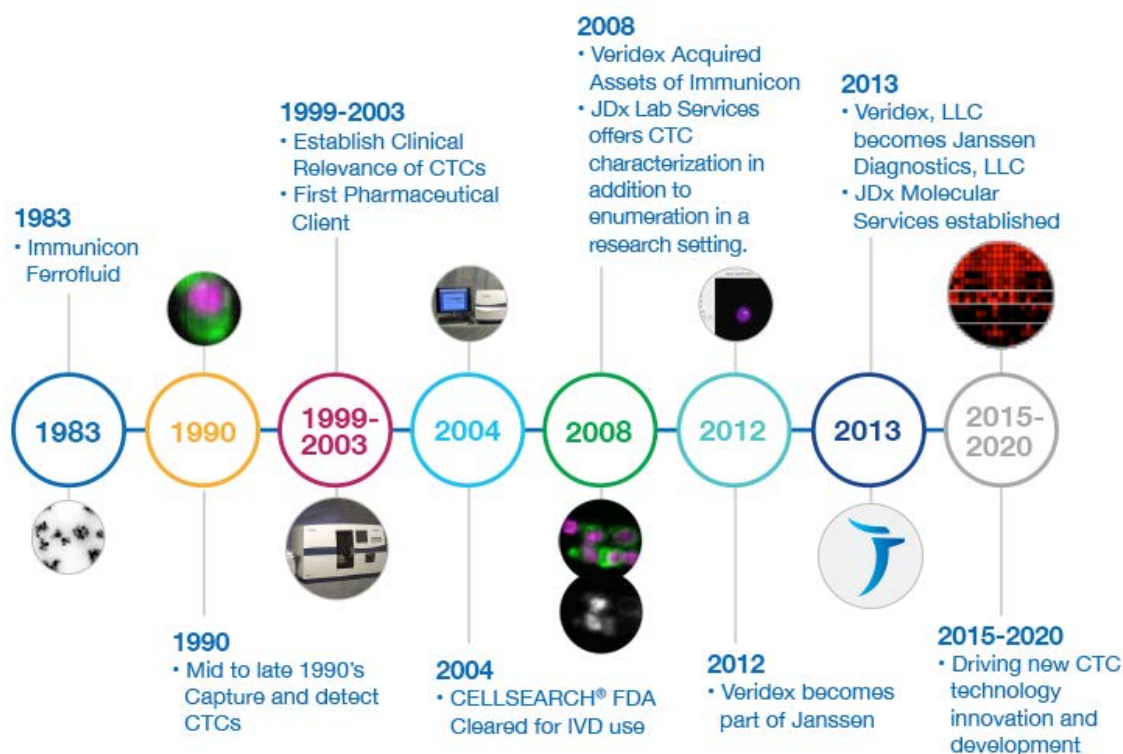 2008
• Veridex Acquired
Assets of Immunicon
• JDx Lab Services
offers CTC
characterization in
addition to
enumeration in a
research setting.
2013
• Veridex, LLC
becomes Janssen
Diagnostics, LLC
• JDx Molecular
Services established
1999-2003
• Establish Clinical
Relevance of CTCs
• First Pharmaceutical
Client
1983
• Immunicon
Ferrofluid
1983
1990
1999-
2003
2004
2008
2012
2013
2015-
2020
1990
• Mid to late 1990's
Capture and detect
CTCs
2004
• CELLSEARCH® FDA
Cleared for IVD use
2012
• Veridex becomes
part of Janssen
2015-2020
• Driving new CTC
technology
innovation and
development